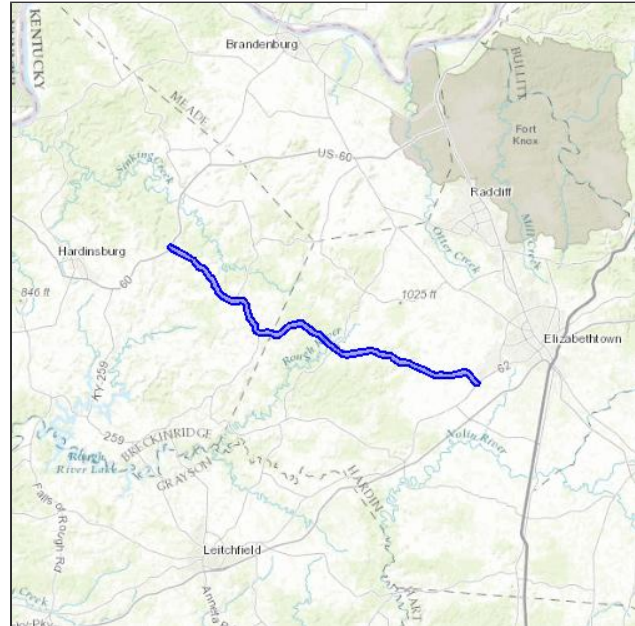 KENTUCKY
Brandenburg
BULLITT
MEADE
Fort
Knox
US-60
Sinking Creek
Radcliff
Otter Creek
Mill Creek
Hardinsburg
60
846 ft
1025 ft
Elizabethtown
KY-259
Rough River
62
Nolin River
259
BRECKINRIDGE
GRAYSON
Rough
River Lake
HARDIN
Falls of Rough Rd
Leitchfield
Creek
Anneta R
HART